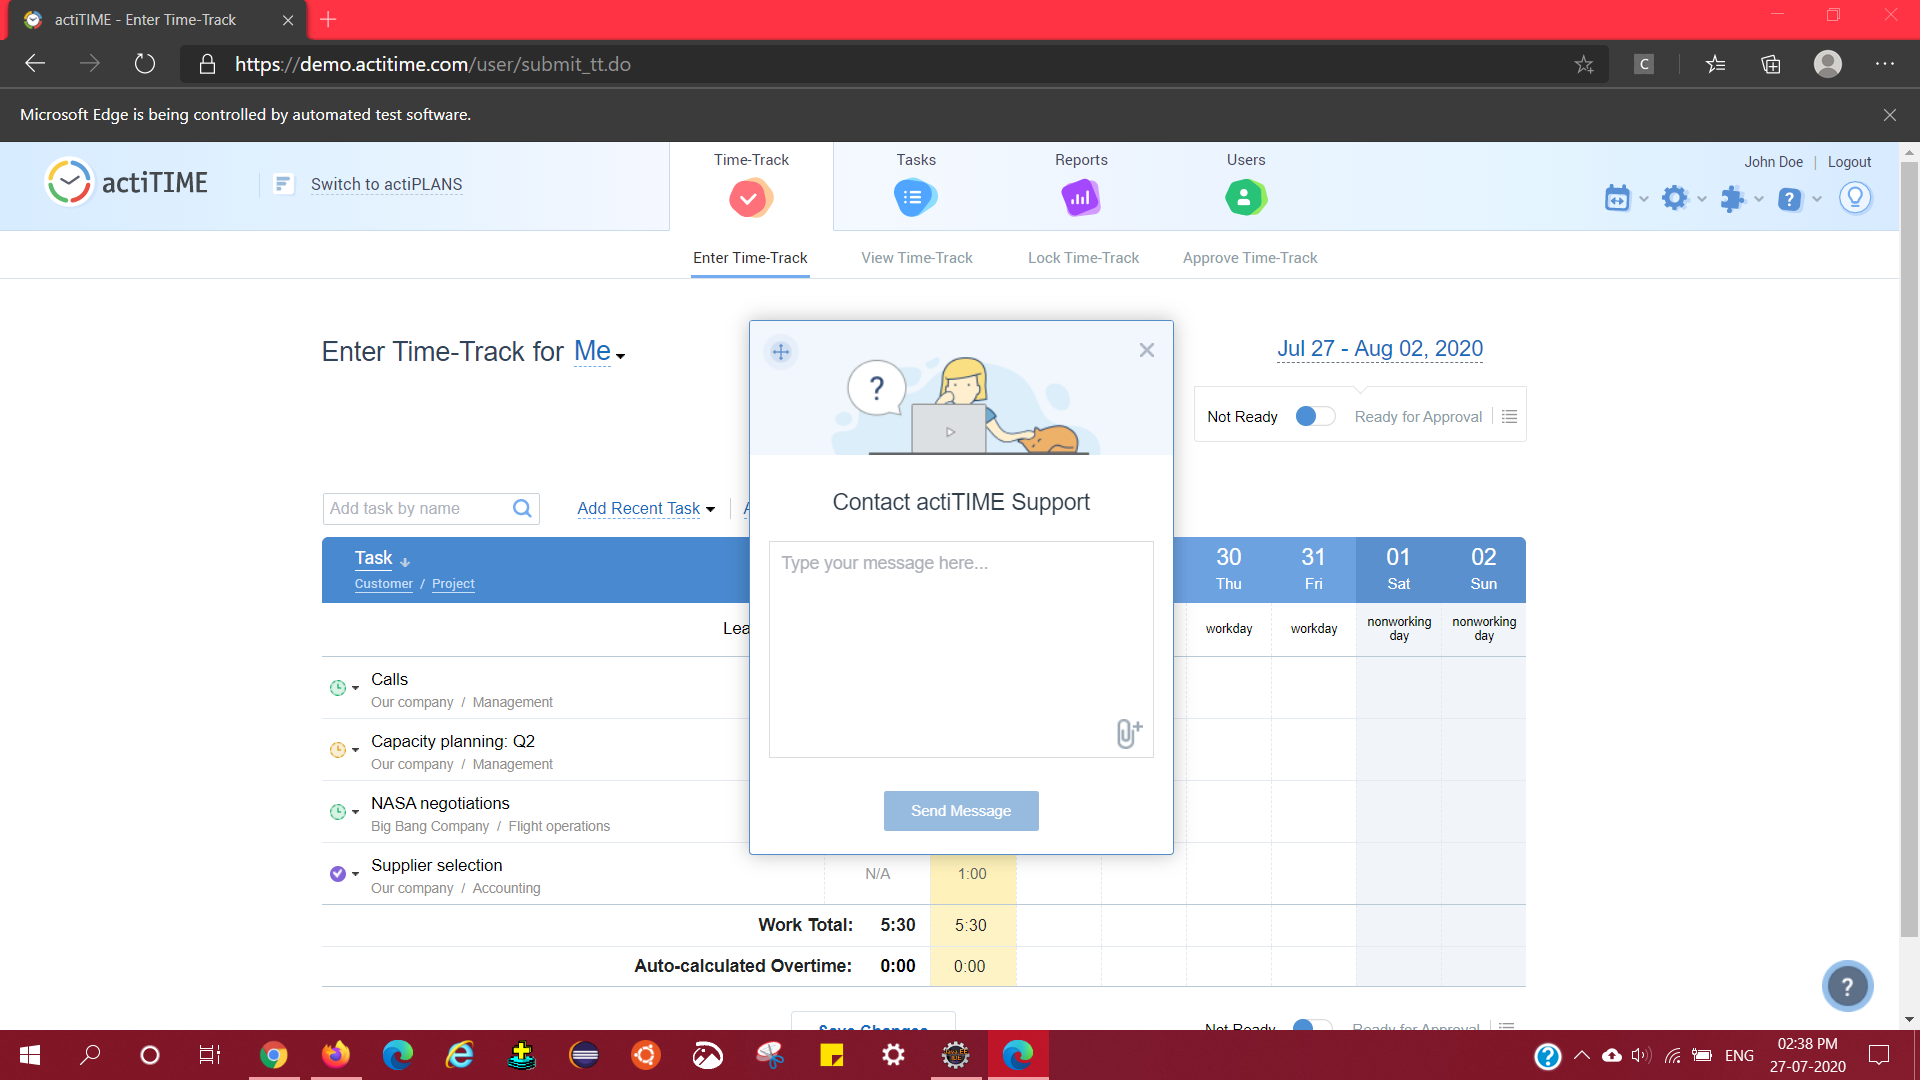 actiTIME - Enter Time-Track
https://demo.actitime.com/user/submit_tt.do
C
Microsoft Edge is being controlled by automated test software.
actiTIME
Switch to actiPLANS
Time-Track
Tasks
Reports
Users
John Doe | Logout
Enter Time-Track
View Time-Track
Lock Time-Track
Approve Time-Track
Enter Time-Track for Me
Jul 27 - Aug 02, 2020
?
Not Ready
Ready for Approval
Contact actiTIME Support
Add task by name
Add Recent Task
Type your message here...
Task
Customer / Project
30
Thu
31
Fri
01
Sat
02
Sun
Lea
workday
workday
nonworking
day
nonworking
day
Calls
Our company / Management
Capacity planning: Q2
Our company / Management
NASA negotiations
Big Bang Company / Flight operations
Send Message
Supplier selection
Our company / Accounting
N/A
1:00
Work Total: 5:30
5:30
Auto-calculated Overtime: 0:00
0:00
?
Save Changes
Not Ready
Ready for Approval
ENG
02:38 PM
27-07-2020